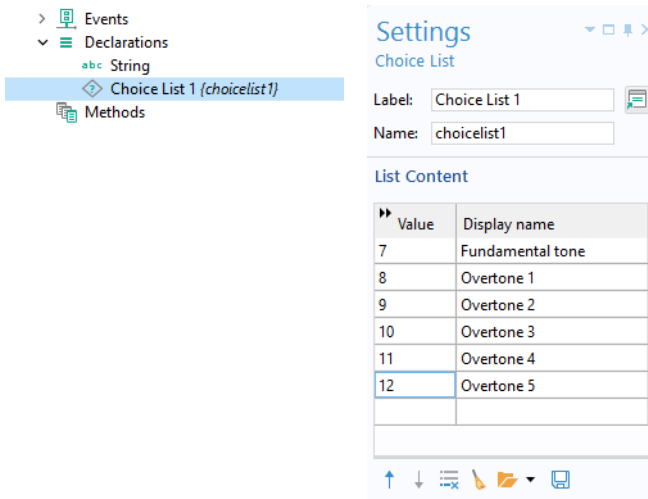 Events
Declarations
abc String
Choice List 1 {choicelist1}
Methods
Settings
Choice List
Label: Choice List 1
Name: choicelist1
List Content
Value Display name
7 Fundamental tone
8 Overtone 1
9 Overtone 2
10 Overtone 3
11 Overtone 4
12 Overtone 5